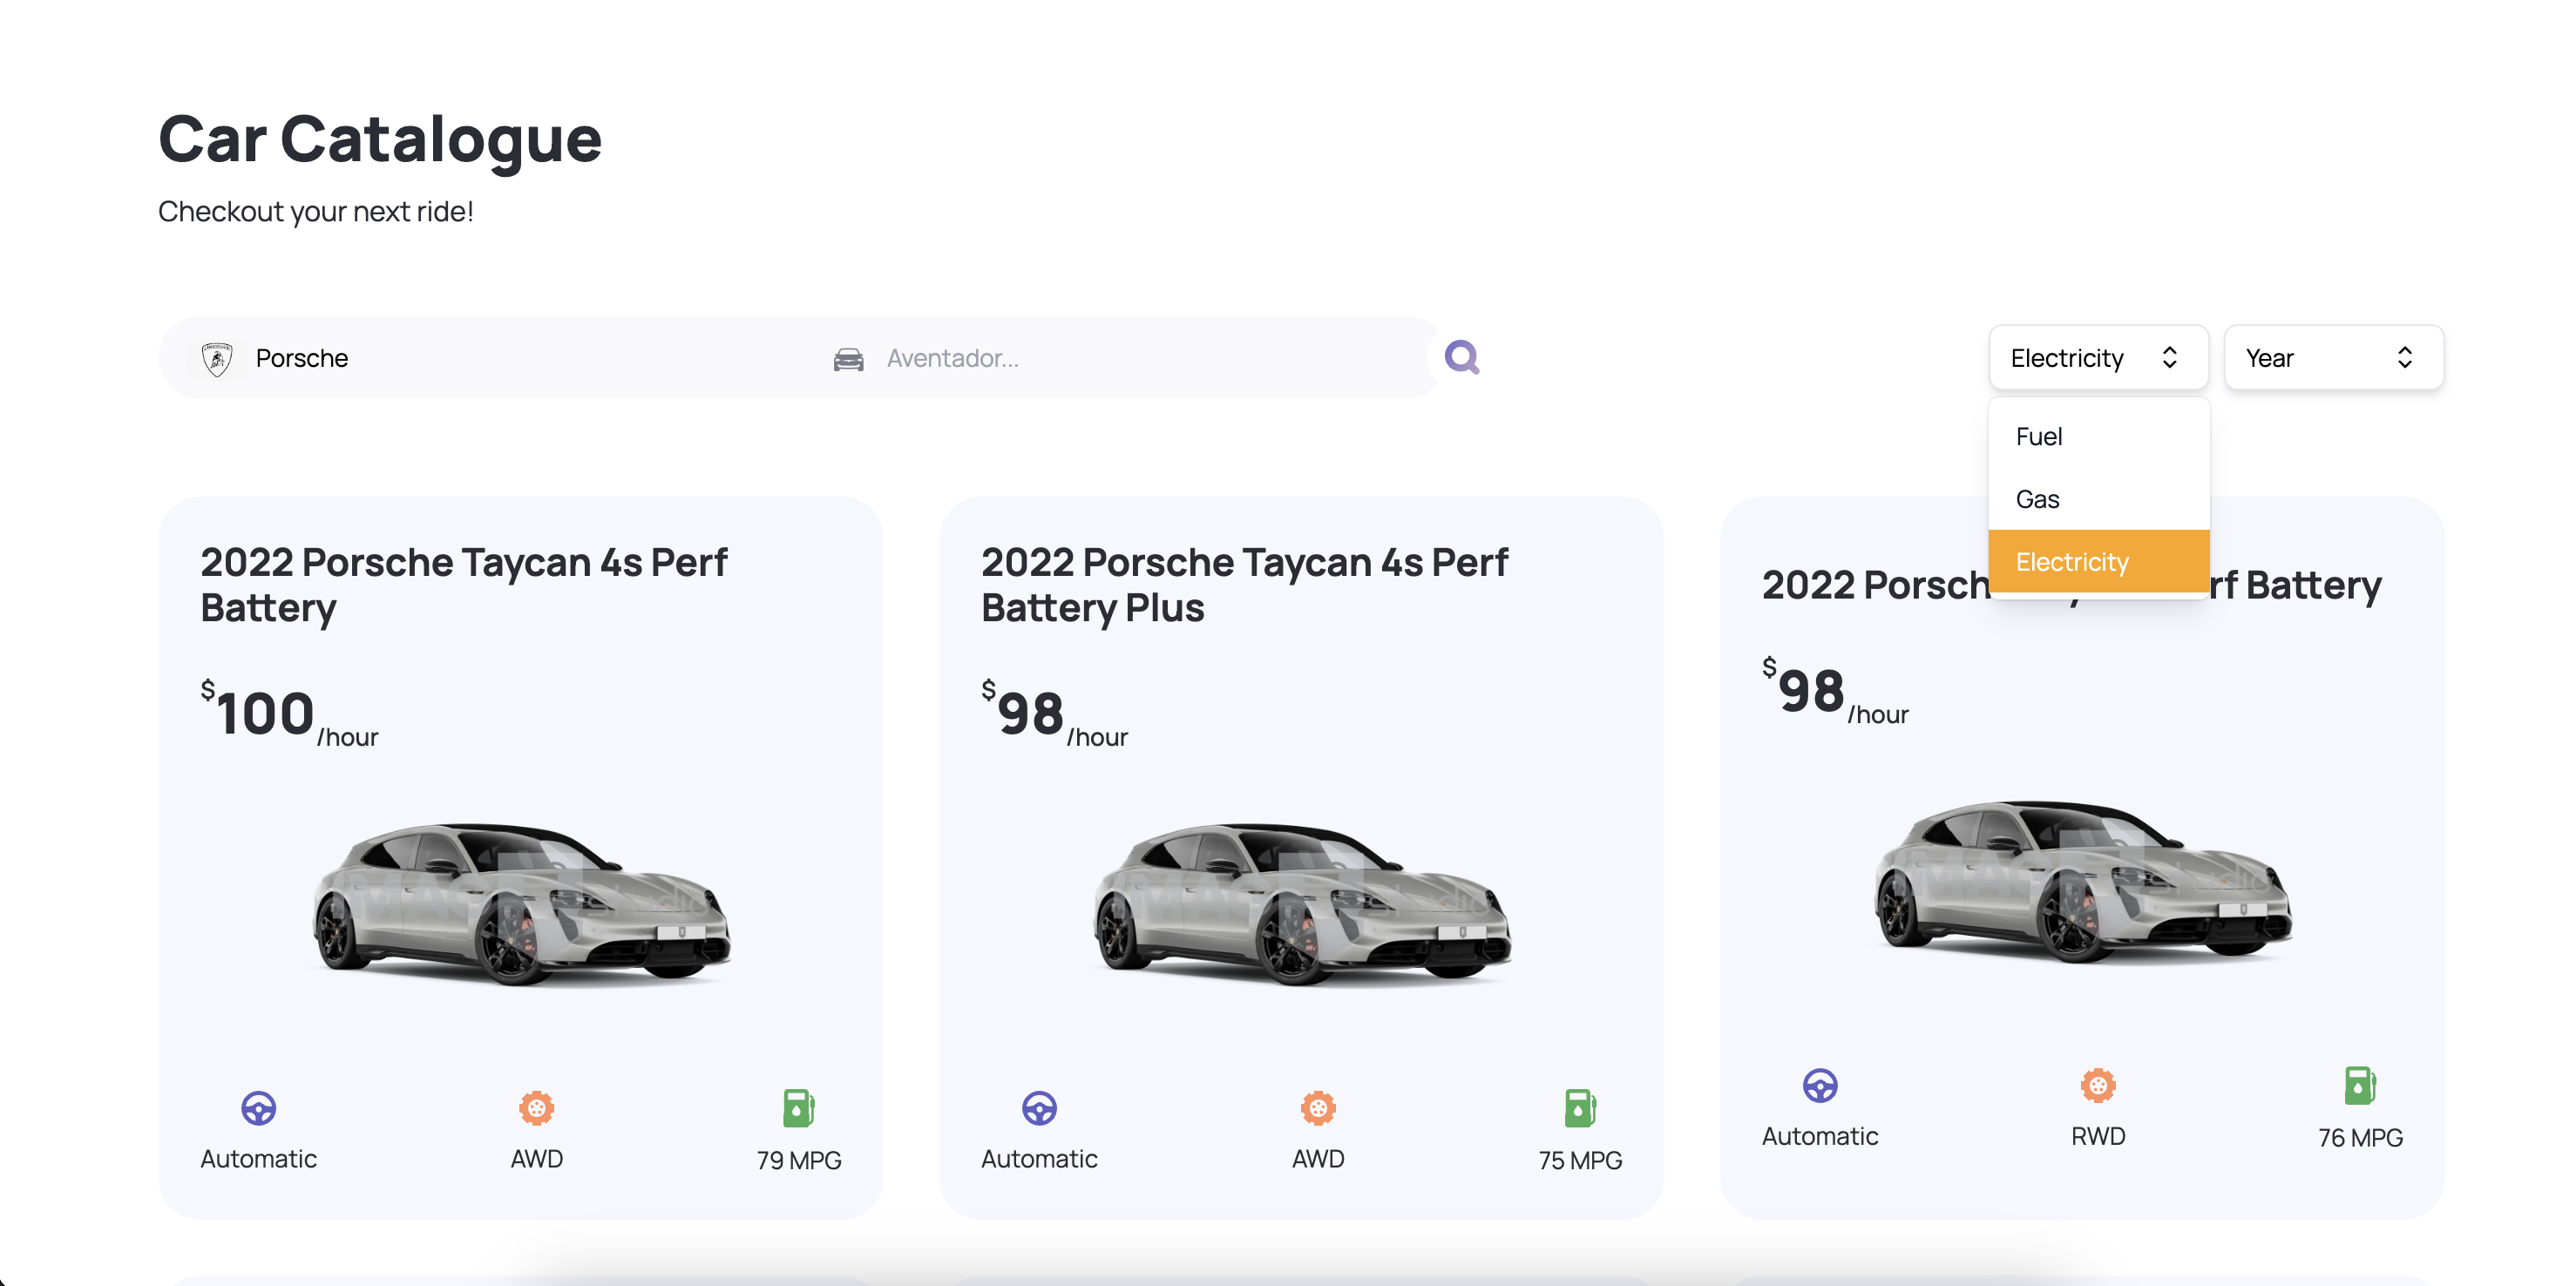 Car Catalogue
Checkout your next ride!
Porsche
Aventador...
Electricity
Year
Fuel
Gas
Electricity
2022 Porsche Taycan 4s Perf
Battery
$100/hour
Automatic
AWD
79 MPG
2022 Porsche Taycan 4s Perf
Battery Plus
$98/hour
Automatic
AWD
75 MPG
2022 rf Battery
$98/hour
Automatic
RWD
76 MPG